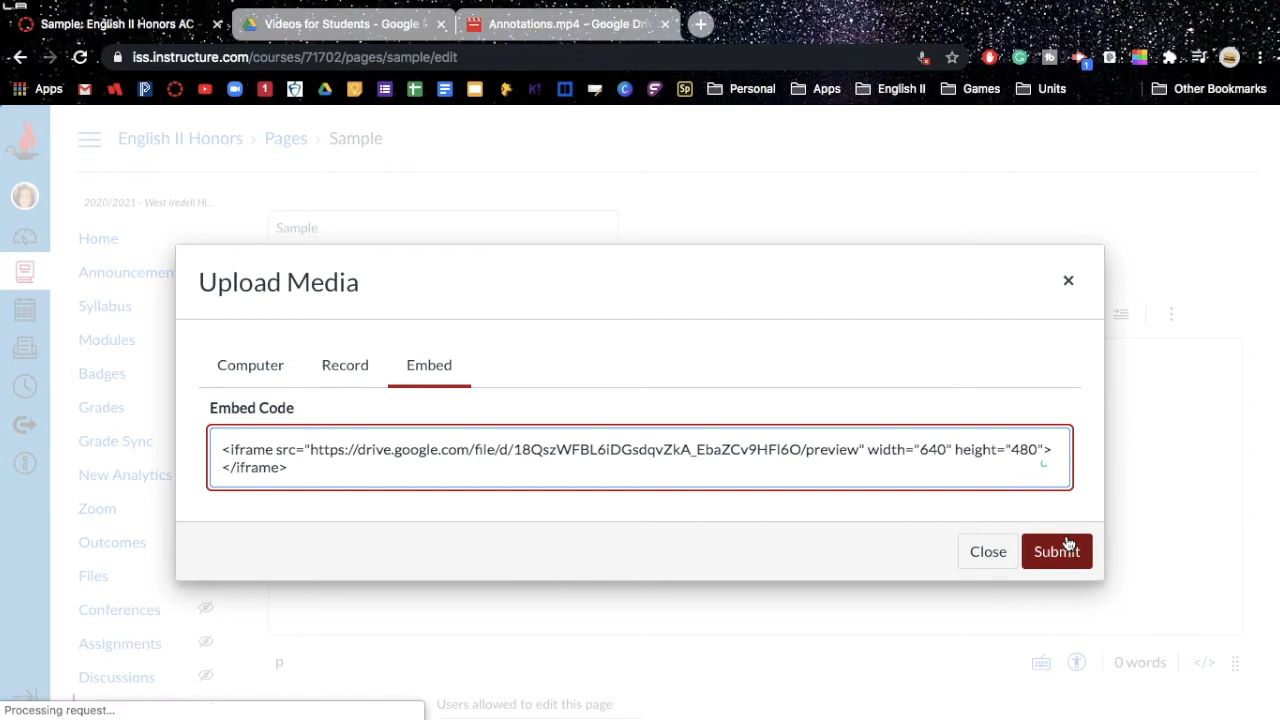 Sample: English II Honors AC
Videos for Students - Google
Annotations.mp4 - Google Dri
iss.instructure.com/courses/71702/pages/sample/edit
Apps
Personal
Apps
English II
Games
Units
Other Bookmarks
English II Honors > Pages > Sample
2020/2021 - West Iredell Hi...
Home
Announcemen
Syllabus
Modules
Badges
Grades
Grade Sync
New Analytics
Zoom
Outcomes
Files
Conferences
Assignments
Discussions
Sample
Upload Media
Computer
Record
Embed
Embed Code
<iframe src="https://drive.google.com/file/d/18QszWFBL6iDGsdqvZkA_EbaZCv9HFl6O/preview" width="640" height="480">
</iframe>
Close
Submit
p
0 words
</>
Users allowed to edit this page
Processing request...